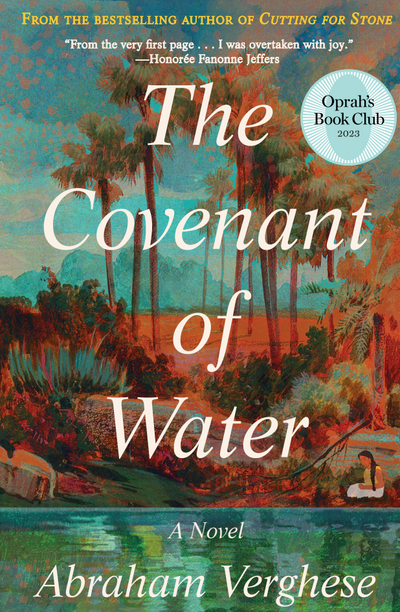 FROM THE BESTSELLING AUTHOR OF CUTTING FOR STONE
“From the very first page . . . I was overtaken with joy.”
—Honorée Fanonne Jeffers
Oprah’s
Book Club
2023
The
Covenant
of
Water
A Novel
Abraham Verghese